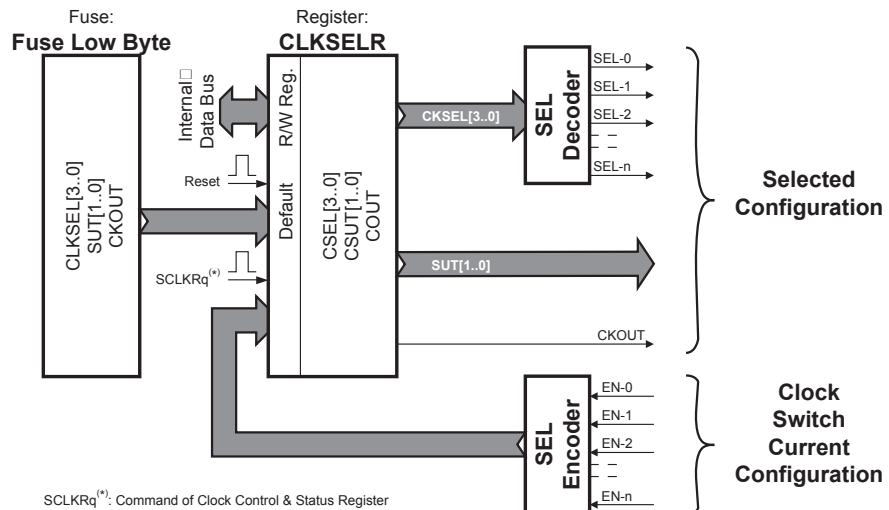 Fuse:
Fuse Low Byte
Register:
CLKSELR
CLKSEL[3..0]
SUT[1..0]
CKOUT
Internal□
Data Bus
Reset
SCLKRq(*)
R/W Reg.
Default
CSEL[3..0]
CSUT[1..0]
COUT
CKSEL[3..0]
SUT[1..0]
CKOUT
SEL
Decoder
SEL-0
SEL-1
SEL-2
SEL-n
Selected
Configuration
SEL
Encoder
EN-0
EN-1
EN-2
EN-n
Clock
Switch
Current
Configuration
SCLKRq(*): Command of Clock Control & Status Register